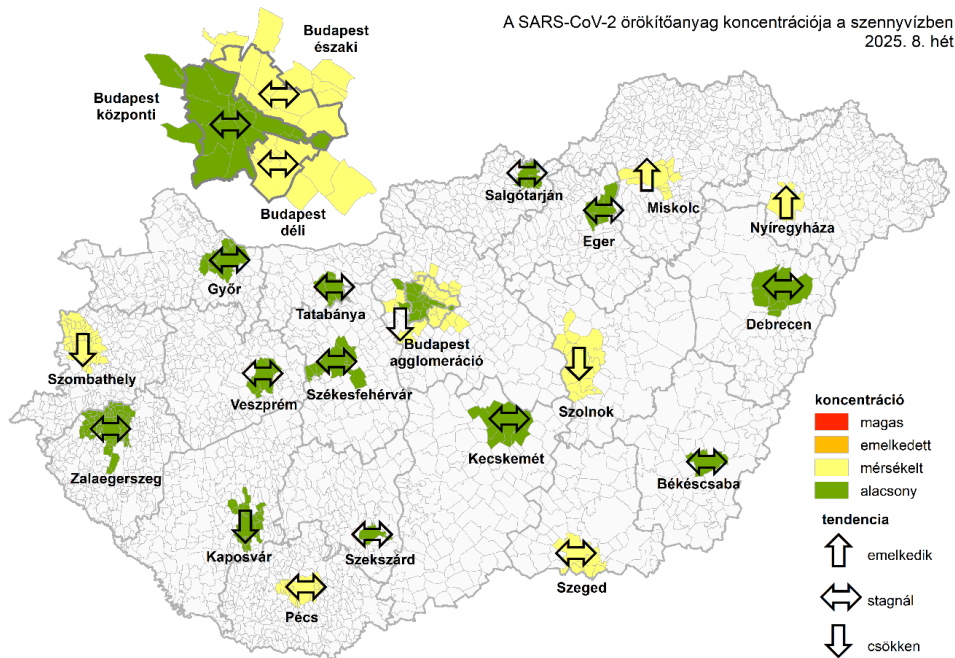 A SARS-CoV-2 örökítőanyag koncentrációja a szennyvízben
2025. 8. hét
Budapest
északi
Budapest
központi
Budapest
déli
Salgótarján
Miskolc
Eger
Nyíregyháza
Győr
Tatabánya
Debrecen
Budapest
agglomeráció
Szombathely
Veszprém
Székesfehérvár
Szolnok
Kecskemét
Zalaegerszeg
Békéscsaba
Kaposvár
Szekszárd
Szeged
Pécs
koncentráció
magas
emelkedett
mérsékelt
alacsony
tendencia
emelkedik
stagnál
csökken